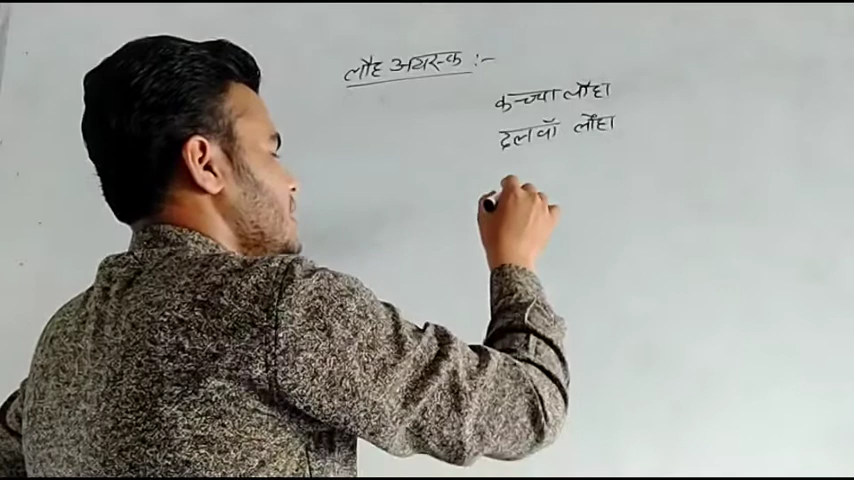 लौह अयस्क :-
कच्चा लोहा
ढलवाँ लोहा